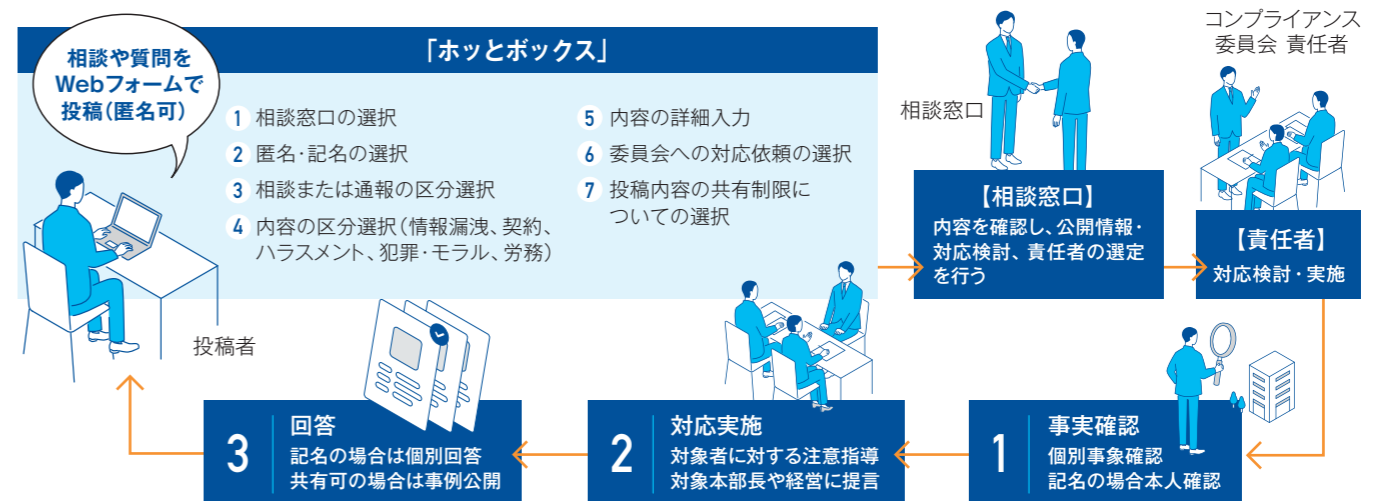 「ホッとボックス」
相談や質問を
Webフォームで
投稿(匿名可)
1 相談窓口の選択
2 匿名・記名の選択
3 相談または通報の区分選択
4 内容の区分選択(情報漏洩、契約、
ハラスメント、犯罪・モラル、労務)
5 内容の詳細入力
6 委員会への対応依頼の選択
7 投稿内容の共有制限に
ついての選択
投稿者
相談窓口
【相談窓口】
内容を確認し、公開情報・
対応検討、責任者の選定
を行う
コンプライアンス
委員会 責任者
【責任者】
対応検討・実施
1 事実確認
個別事象確認
記名の場合本人確認
2 対応実施
対象者に対する注意指導
対象本部長や経営に提言
3 回答
記名の場合は個別回答
共有可の場合は事例公開